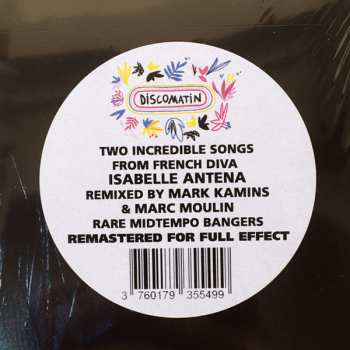 DISCOMATIN
TWO INCREDIBLE SONGS
FROM FRENCH DIVA
ISABELLE ANTENA
REMIXED BY MARK KAMINS
& MARC MOULIN
RARE MIDTEMPO BANGERS
REMASTERED FOR FULL EFFECT
3 760179 355499